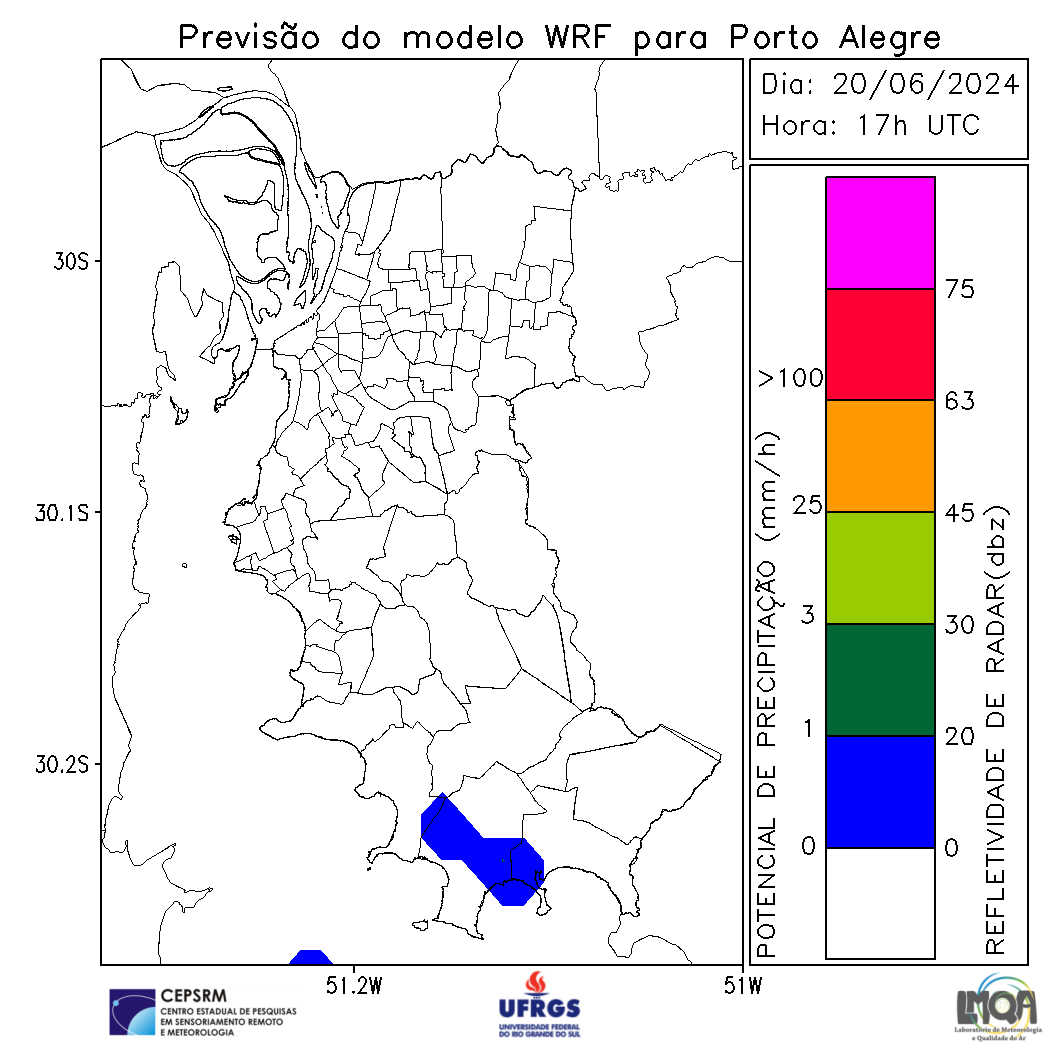 Previsão do modelo WRF para Porto Alegre
Dia: 20/06/2024
Hora: 17h UTC
30S
30.1S
30.2S
51.2W
51W
POTENCIAL DE PRECIPITAÇÃO (mm/h)
>100
25
3
1
0
75
63
45
30
20
0
REFLETIVIDADE DE RADAR(dbz)
CEPSRM
CENTRO ESTADUAL DE PESQUISAS
EM SENSORIAMENTO REMOTO
E METEOROLOGIA
UFRGS
UNIVERSIDADE FEDERAL
DO RIO GRANDE DO SUL
LMQA
Laboratório de Meteorologia
e Qualidade do Ar